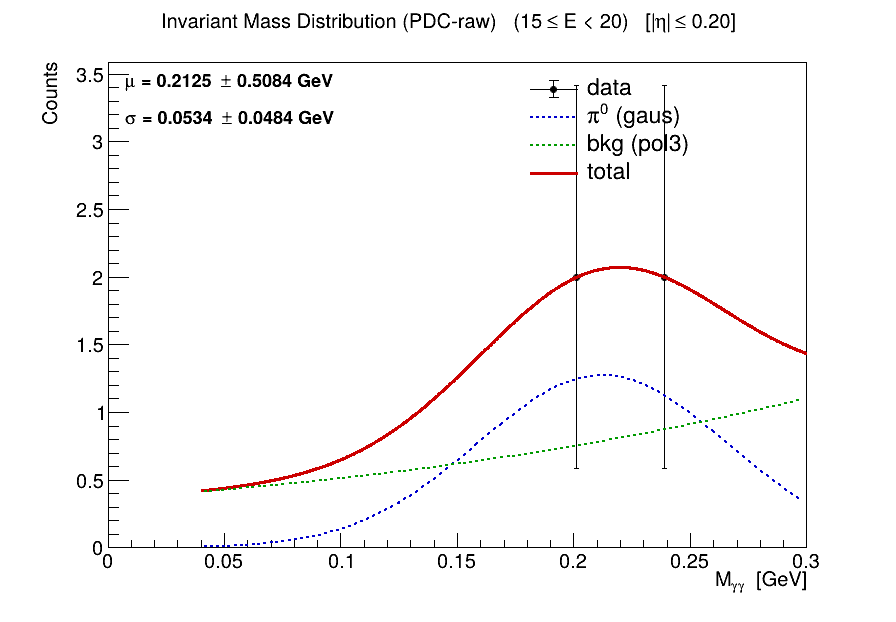 Invariant Mass Distribution (PDC-raw) (15 ≤ E < 20) [|η| ≤ 0.20]
Counts
μ = 0.2125 ± 0.5084 GeV
σ = 0.0534 ± 0.0484 GeV
data
π⁰ (gaus)
bkg (pol3)
total
3.5
3
2.5
2
1.5
1
0.5
0
0 0.05 0.1 0.15 0.2 0.25 0.3
M_γγ [GeV]